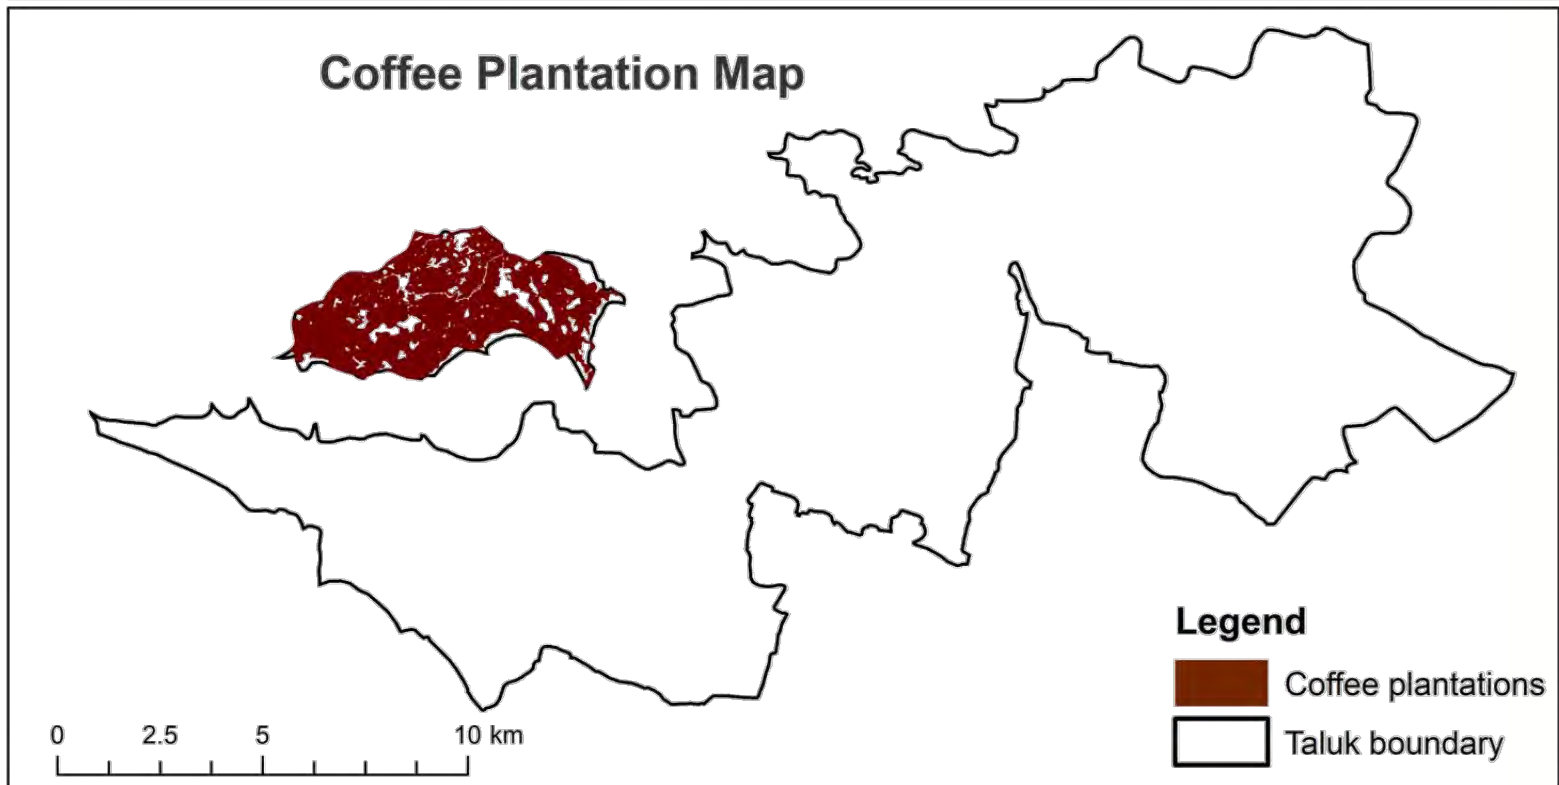 Coffee Plantation Map
Legend
Coffee plantations
Taluk boundary
0 2.5 5 10 km